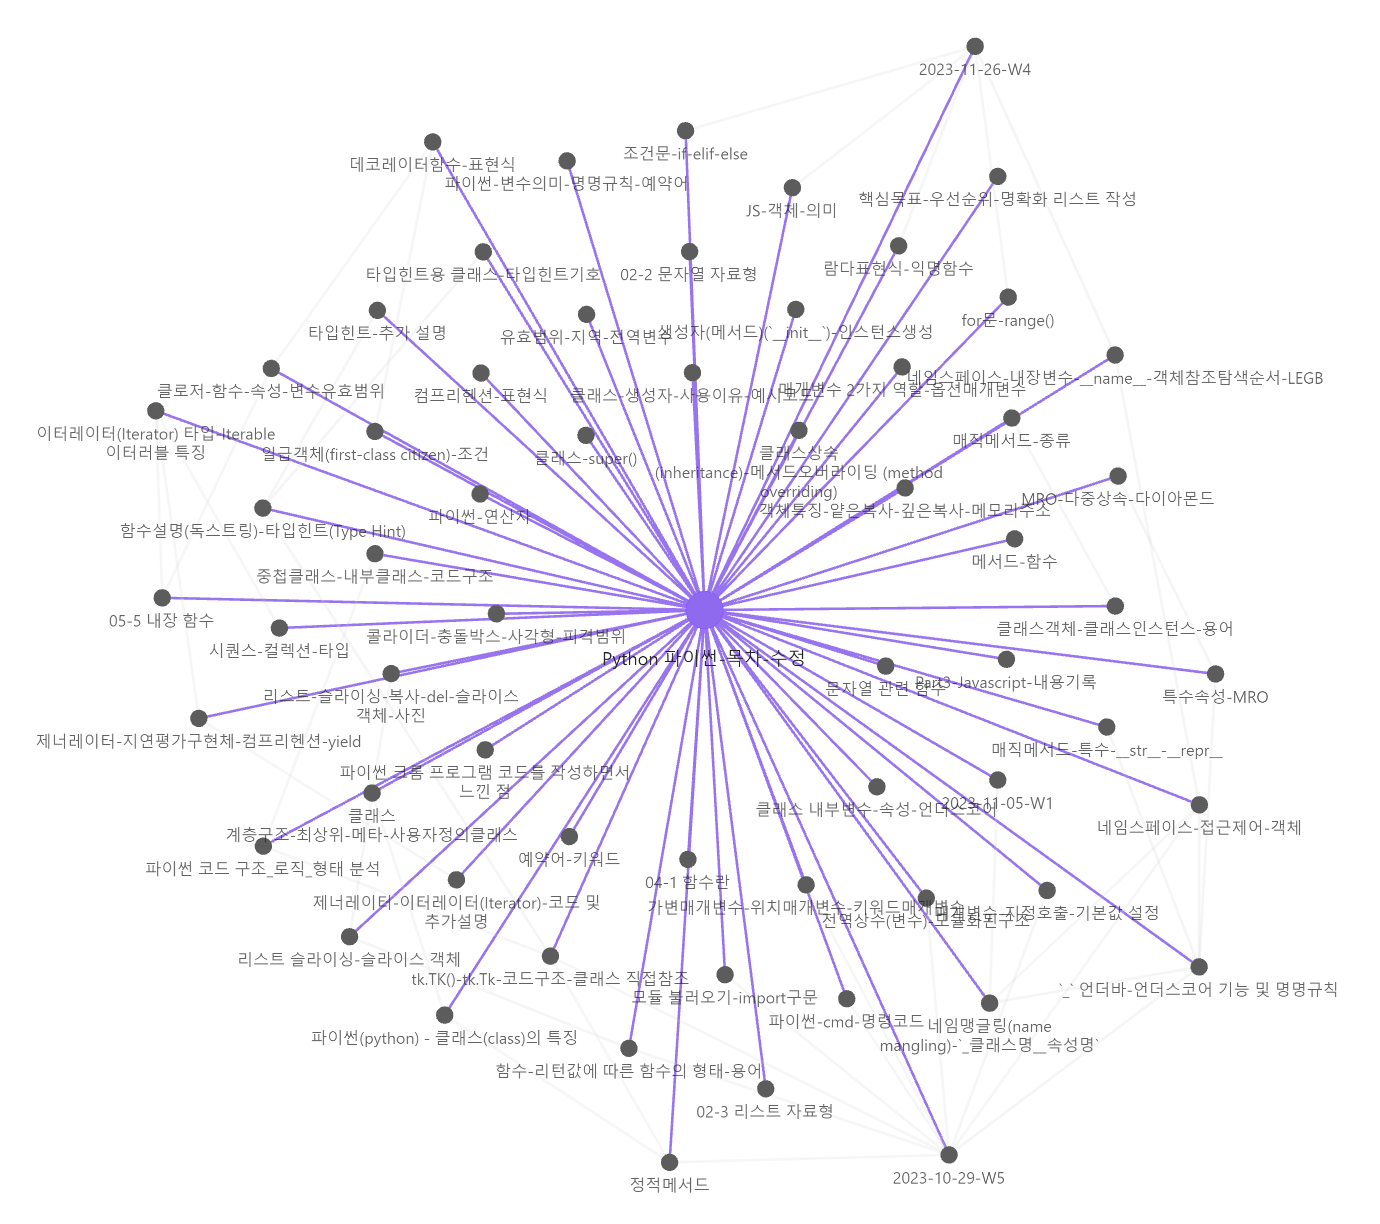 2023-11-26-W4
조건문-if-elif-else
데코레이터함수-표현식
파이썬-변수의미-명명규칙-예약어
핵심목표-우선순위-명확화 리스트 작성
JS-객체-의미
람다표현식-익명함수
타입힌트용 클래스-타입힌트기호
02-2 문자열 자료형
for문-range()
타입힌트-추가 설명
유효범위-지역-전역변수
생성자(메서드)(`__init__`)-인스턴스생성
네임스페이스-내장변수-__name__-객체참조탐색순서-LEGB
클로저-함수-속성-변수유효범위
컴프리헨션-표현식
클래스-생성자-사용이유-예시코드
매개변수 2가지 역할-옵션매개변수
이터레이터(Iterator) 타입-Iterable
이터러블 특징
일급객체(first-class citizen)-조건
클래스-super()
클래스상속
(inheritance)-메서드오버라이딩 (method
overriding)
매직메서드-종류
MRO-다중상속-다이아몬드
객체특징-얕은복사-깊은복사-메모리주소
파이썬-연산자
함수설명(독스트링)-타입힌트(Type Hint)
메서드-함수
중첩클래스-내부클래스-코드구조
05-5 내장 함수
콜라이더-충돌박스-사각형-피격범위
클래스객체-클래스인스턴스-용어
시퀀스-컬렉션-타입
Python 파이썬-목차-수정
문자열 관련 함수
Part3-Javascript-내용기록
특수속성-MRO
리스트-슬라이싱-복사-del-슬라이스
객체-사진
제너레이터-지연평가구현체-컴프리헨션-yield
매직메서드-특수-__str__-__repr__
파이썬 크롬 프로그램 코드들 작성하면서
느낀 점
클래스 내부변수-속성-언더스코어
2023-11-05-W1
클래스
계층구조-최상위-메타-사용자정의클래스
네임스페이스-접근제어-객체
예약어-키워드
파이썬 코드 구조_로직_형태 분석
04-1 함수란
제너레이터-이터레이터(Iterator)-코드 및
추가설명
가변매개변수-위치매개변수-키워드매개변수
전역상수(변수)-모듈화된구조
매개변수-지정호출-기본값 설정
리스트 슬라이싱-슬라이스 객체
tk.TK()-tk.Tk-코드구조-클래스 직접참조
모듈 불러오기-import구문
`_` 언더바-언더스코어 기능 및 명명규칙
파이썬-cmd-명령코드
네임맹글링(name
mangling)-`_클래스명__속성명`
파이썬(python) - 클래스(class)의 특징
함수-리턴값에 따른 함수의 형태-용어
02-3 리스트 자료형
정적메서드
2023-10-29-W5